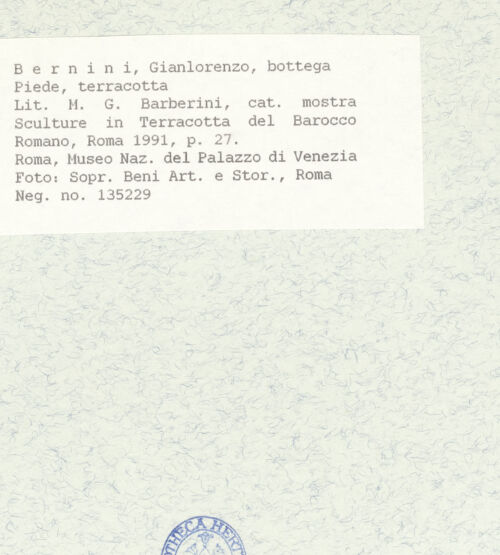 B e r n i n i, Gianlorenzo, bottega
Piede, terracotta
Lit. M. G. Barberini, cat. mostra
Sculture in Terracotta del Barocco
Romano, Roma 1991, p. 27.
Roma, Museo Naz. del Palazzo di Venezia
Foto: Sopr. Beni Art. e Stor., Roma
Neg. no. 135229